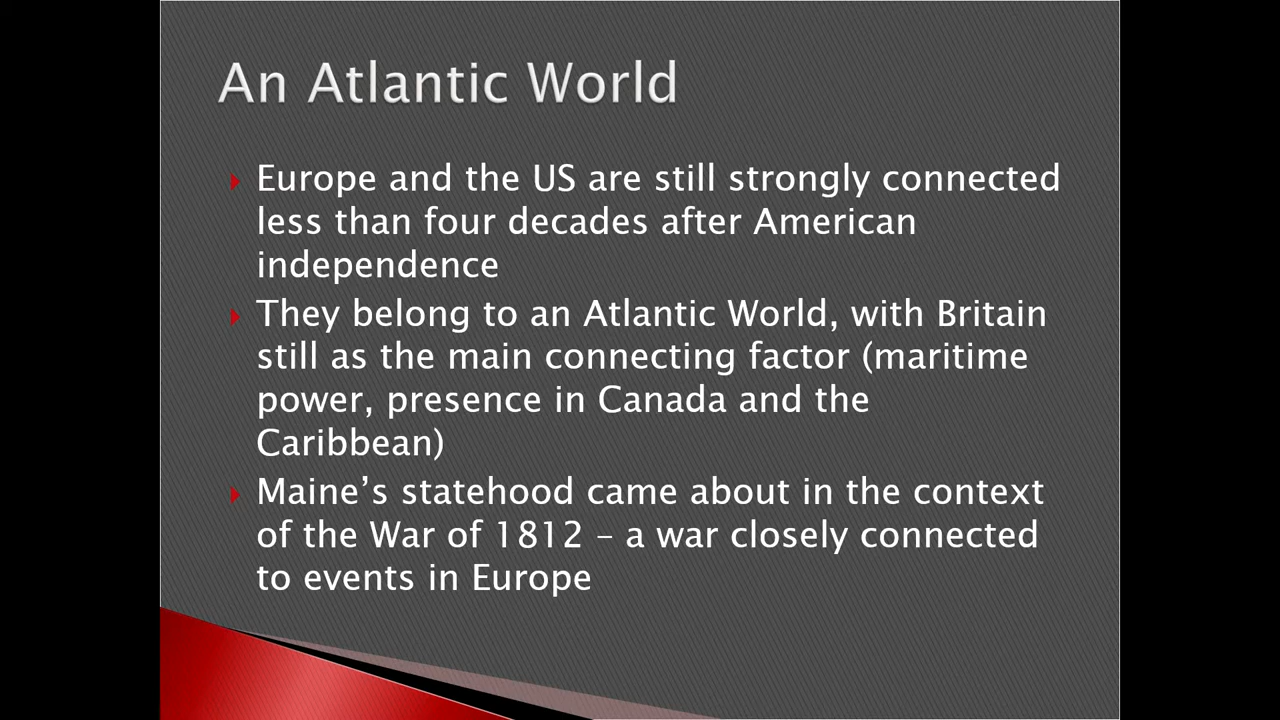 An Atlantic World
Europe and the US are still strongly connected
less than four decades after American
independence
They belong to an Atlantic World, with Britain
still as the main connecting factor (maritime
power, presence in Canada and the
Caribbean)
Maine’s statehood came about in the context
of the War of 1812 – a war closely connected
to events in Europe